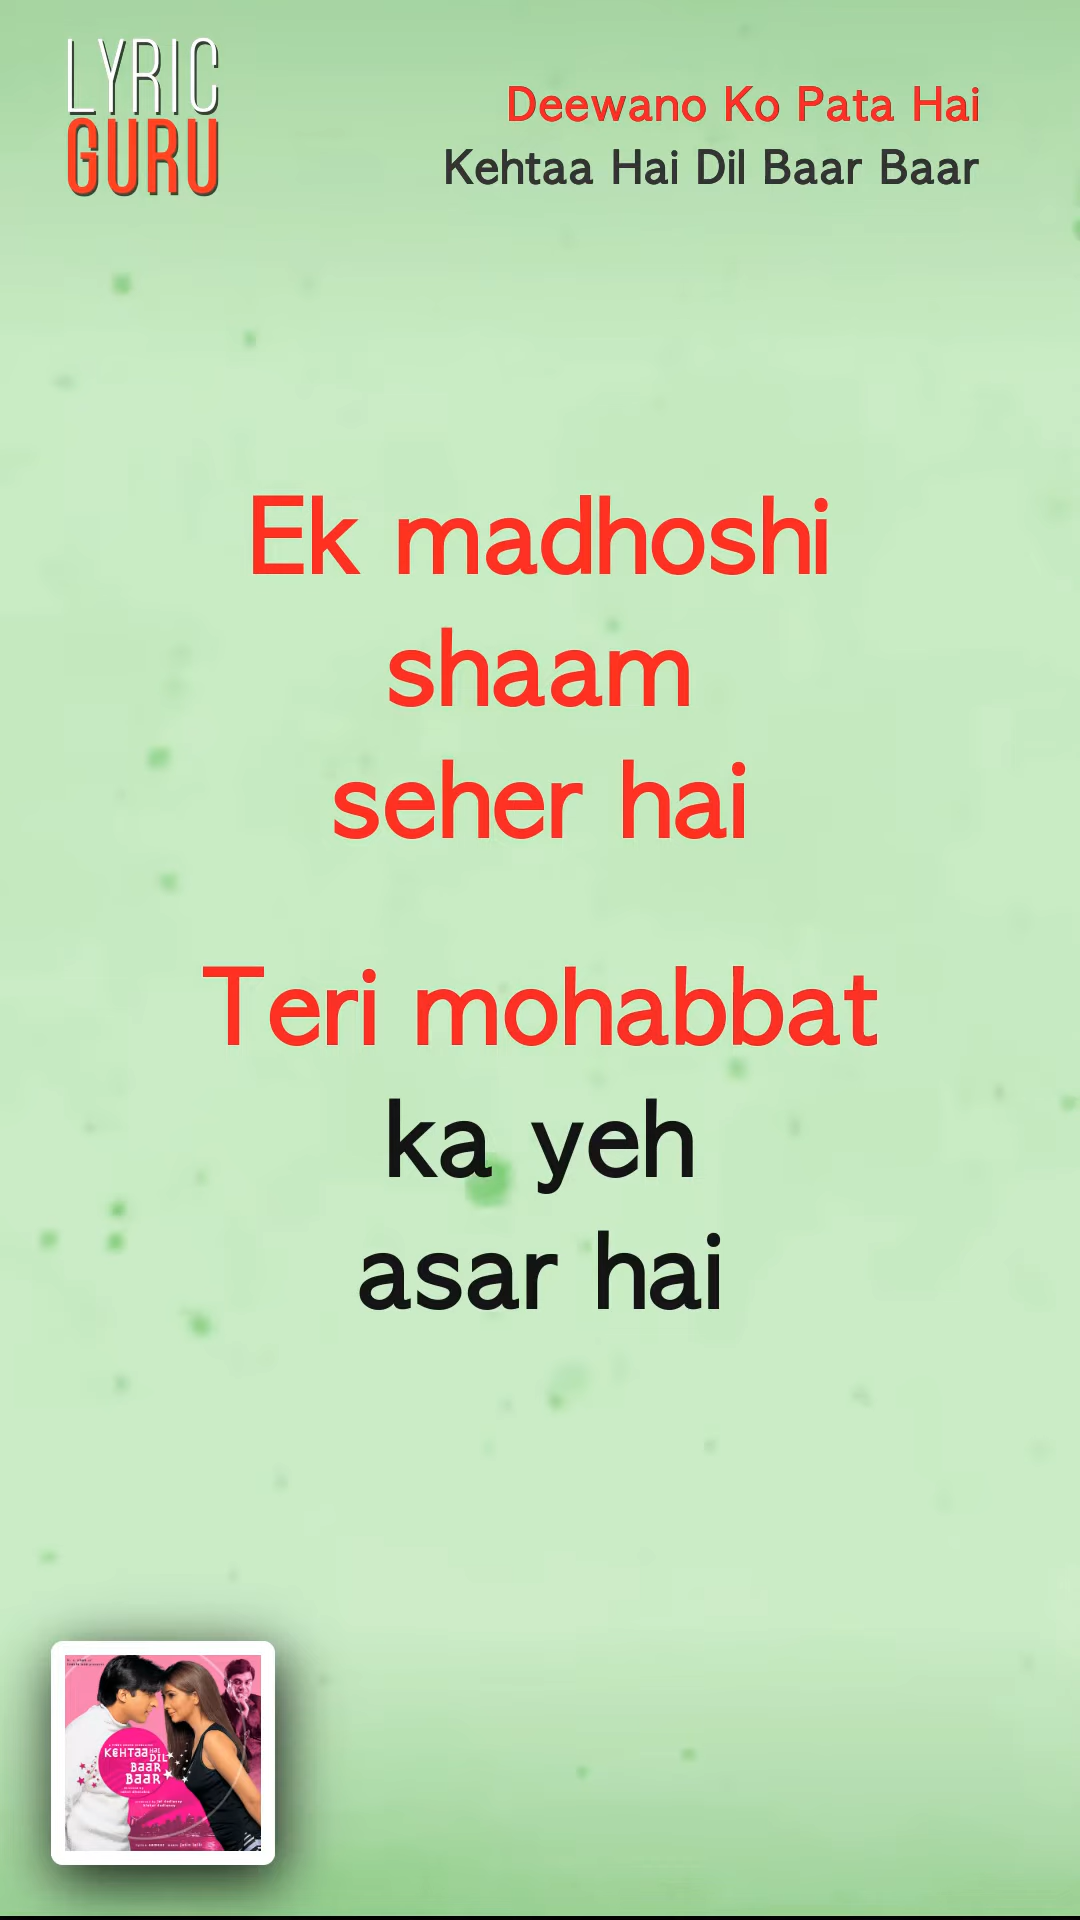 LYRIC
GURU
Deewano Ko Pata Hai
Kehtaa Hai Dil Baar Baar
Ek madhoshi
shaam
seher hai
Teri mohabbat
ka yeh
asar hai
KEHTAA HAI
DIL
BAAR
BAAR